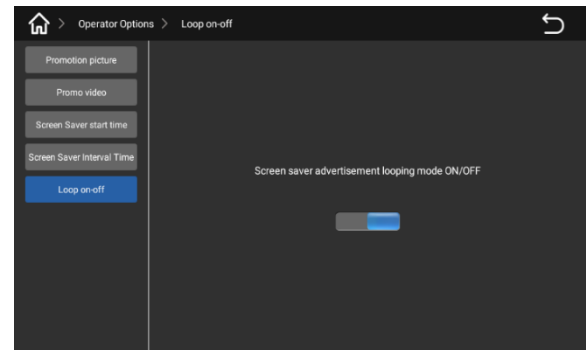 Operator Options > Loop on-off
Promotion picture
Promo video
Screen Saver start time
Screen Saver Interval Time
Loop on-off
Screen saver advertisement looping mode ON/OFF